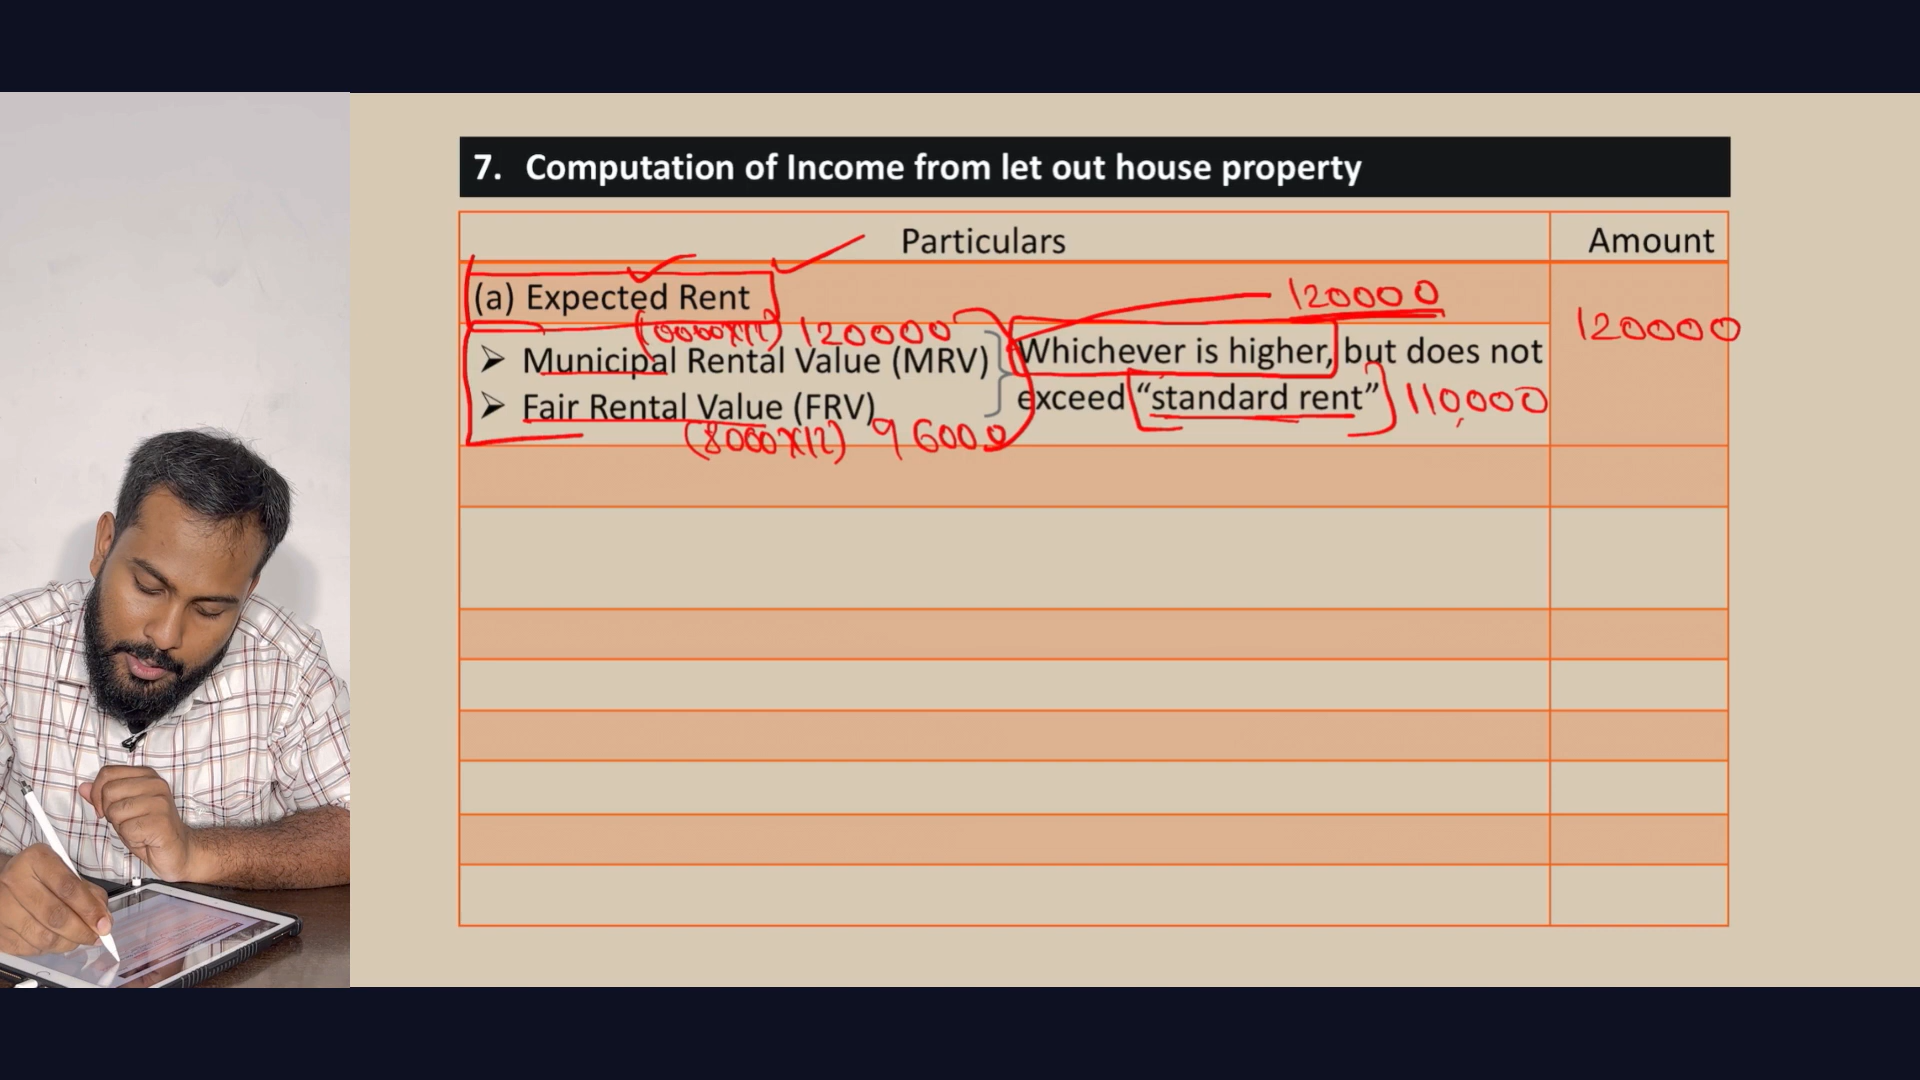 7. Computation of Income from let out house property
Particulars
Amount
(a) Expected Rent
120000
120000
120000
➤ Municipal Rental Value (MRV)
Whichever is higher, but does not
➤ Fair Rental Value (FRV)
exceed “standard rent”
110,000
(8000x12) 96000